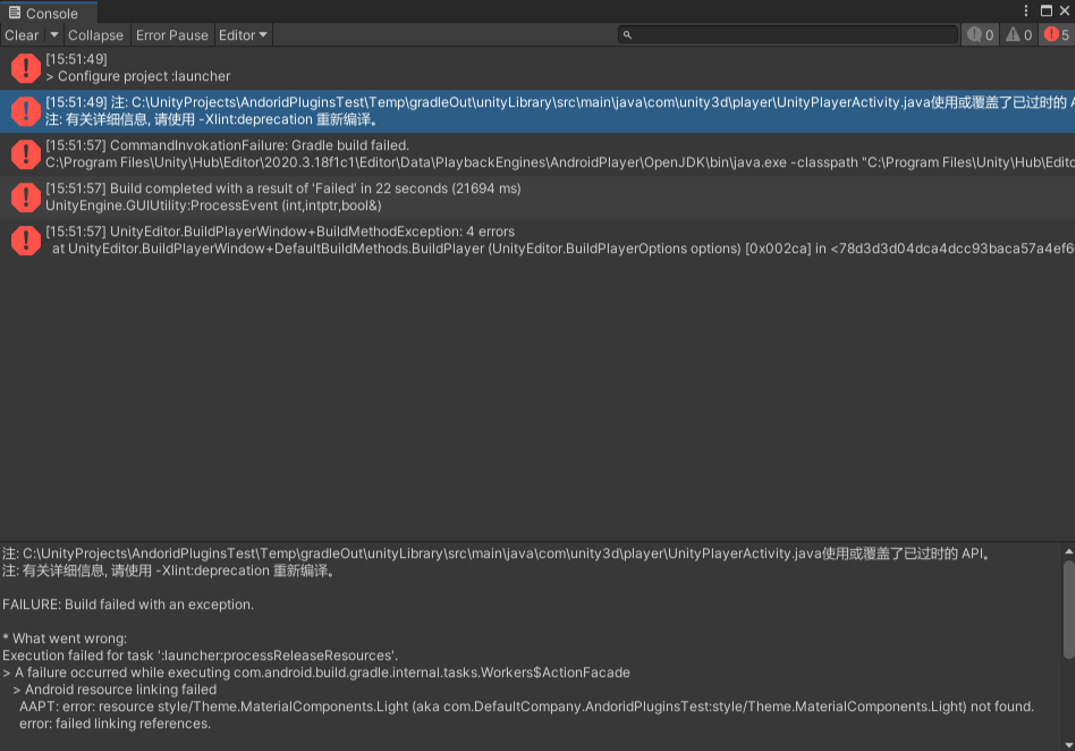 Console
Clear Collapse Error Pause Editor 0 0 5
[15:51:49]
> Configure project :launcher
[15:51:49] 注: C:\UnityProjects\AndoridPluginsTest\Temp\gradleOut\unityLibrary\src\main\java\com\unity3d\player\UnityPlayerActivity.java使用或覆盖了已过时的 A
注: 有关详细信息, 请使用 -Xlint:deprecation 重新编译。
[15:51:57] CommandInvokationFailure: Gradle build failed.
C:\Program Files\Unity\Hub\Editor\2020.3.18f1c1\Editor\Data\PlaybackEngines\AndroidPlayer\OpenJDK\bin\java.exe -classpath "C:\Program Files\Unity\Hub\Edito
[15:51:57] Build completed with a result of 'Failed' in 22 seconds (21694 ms)
UnityEngine.GUIUtility:ProcessEvent (int,intptr,bool&)
[15:51:57] UnityEditor.BuildPlayerWindow+BuildMethodException: 4 errors
at UnityEditor.BuildPlayerWindow+DefaultBuildMethods.BuildPlayer (UnityEditor.BuildPlayerOptions options) [0x002ca] in <78d3d3d04dca4dcc93baca57a4ef6
注: C:\UnityProjects\AndoridPluginsTest\Temp\gradleOut\unityLibrary\src\main\java\com\unity3d\player\UnityPlayerActivity.java使用或覆盖了已过时的 API。
注: 有关详细信息, 请使用 -Xlint:deprecation 重新编译。
FAILURE: Build failed with an exception.
* What went wrong:
Execution failed for task ':launcher:processReleaseResources'.
> A failure occurred while executing com.android.build.gradle.internal.tasks.Workers$ActionFacade
> Android resource linking failed
AAPT: error: resource style/Theme.MaterialComponents.Light (aka com.DefaultCompany.AndoridPluginsTest:style/Theme.MaterialComponents.Light) not found.
error: failed linking references.